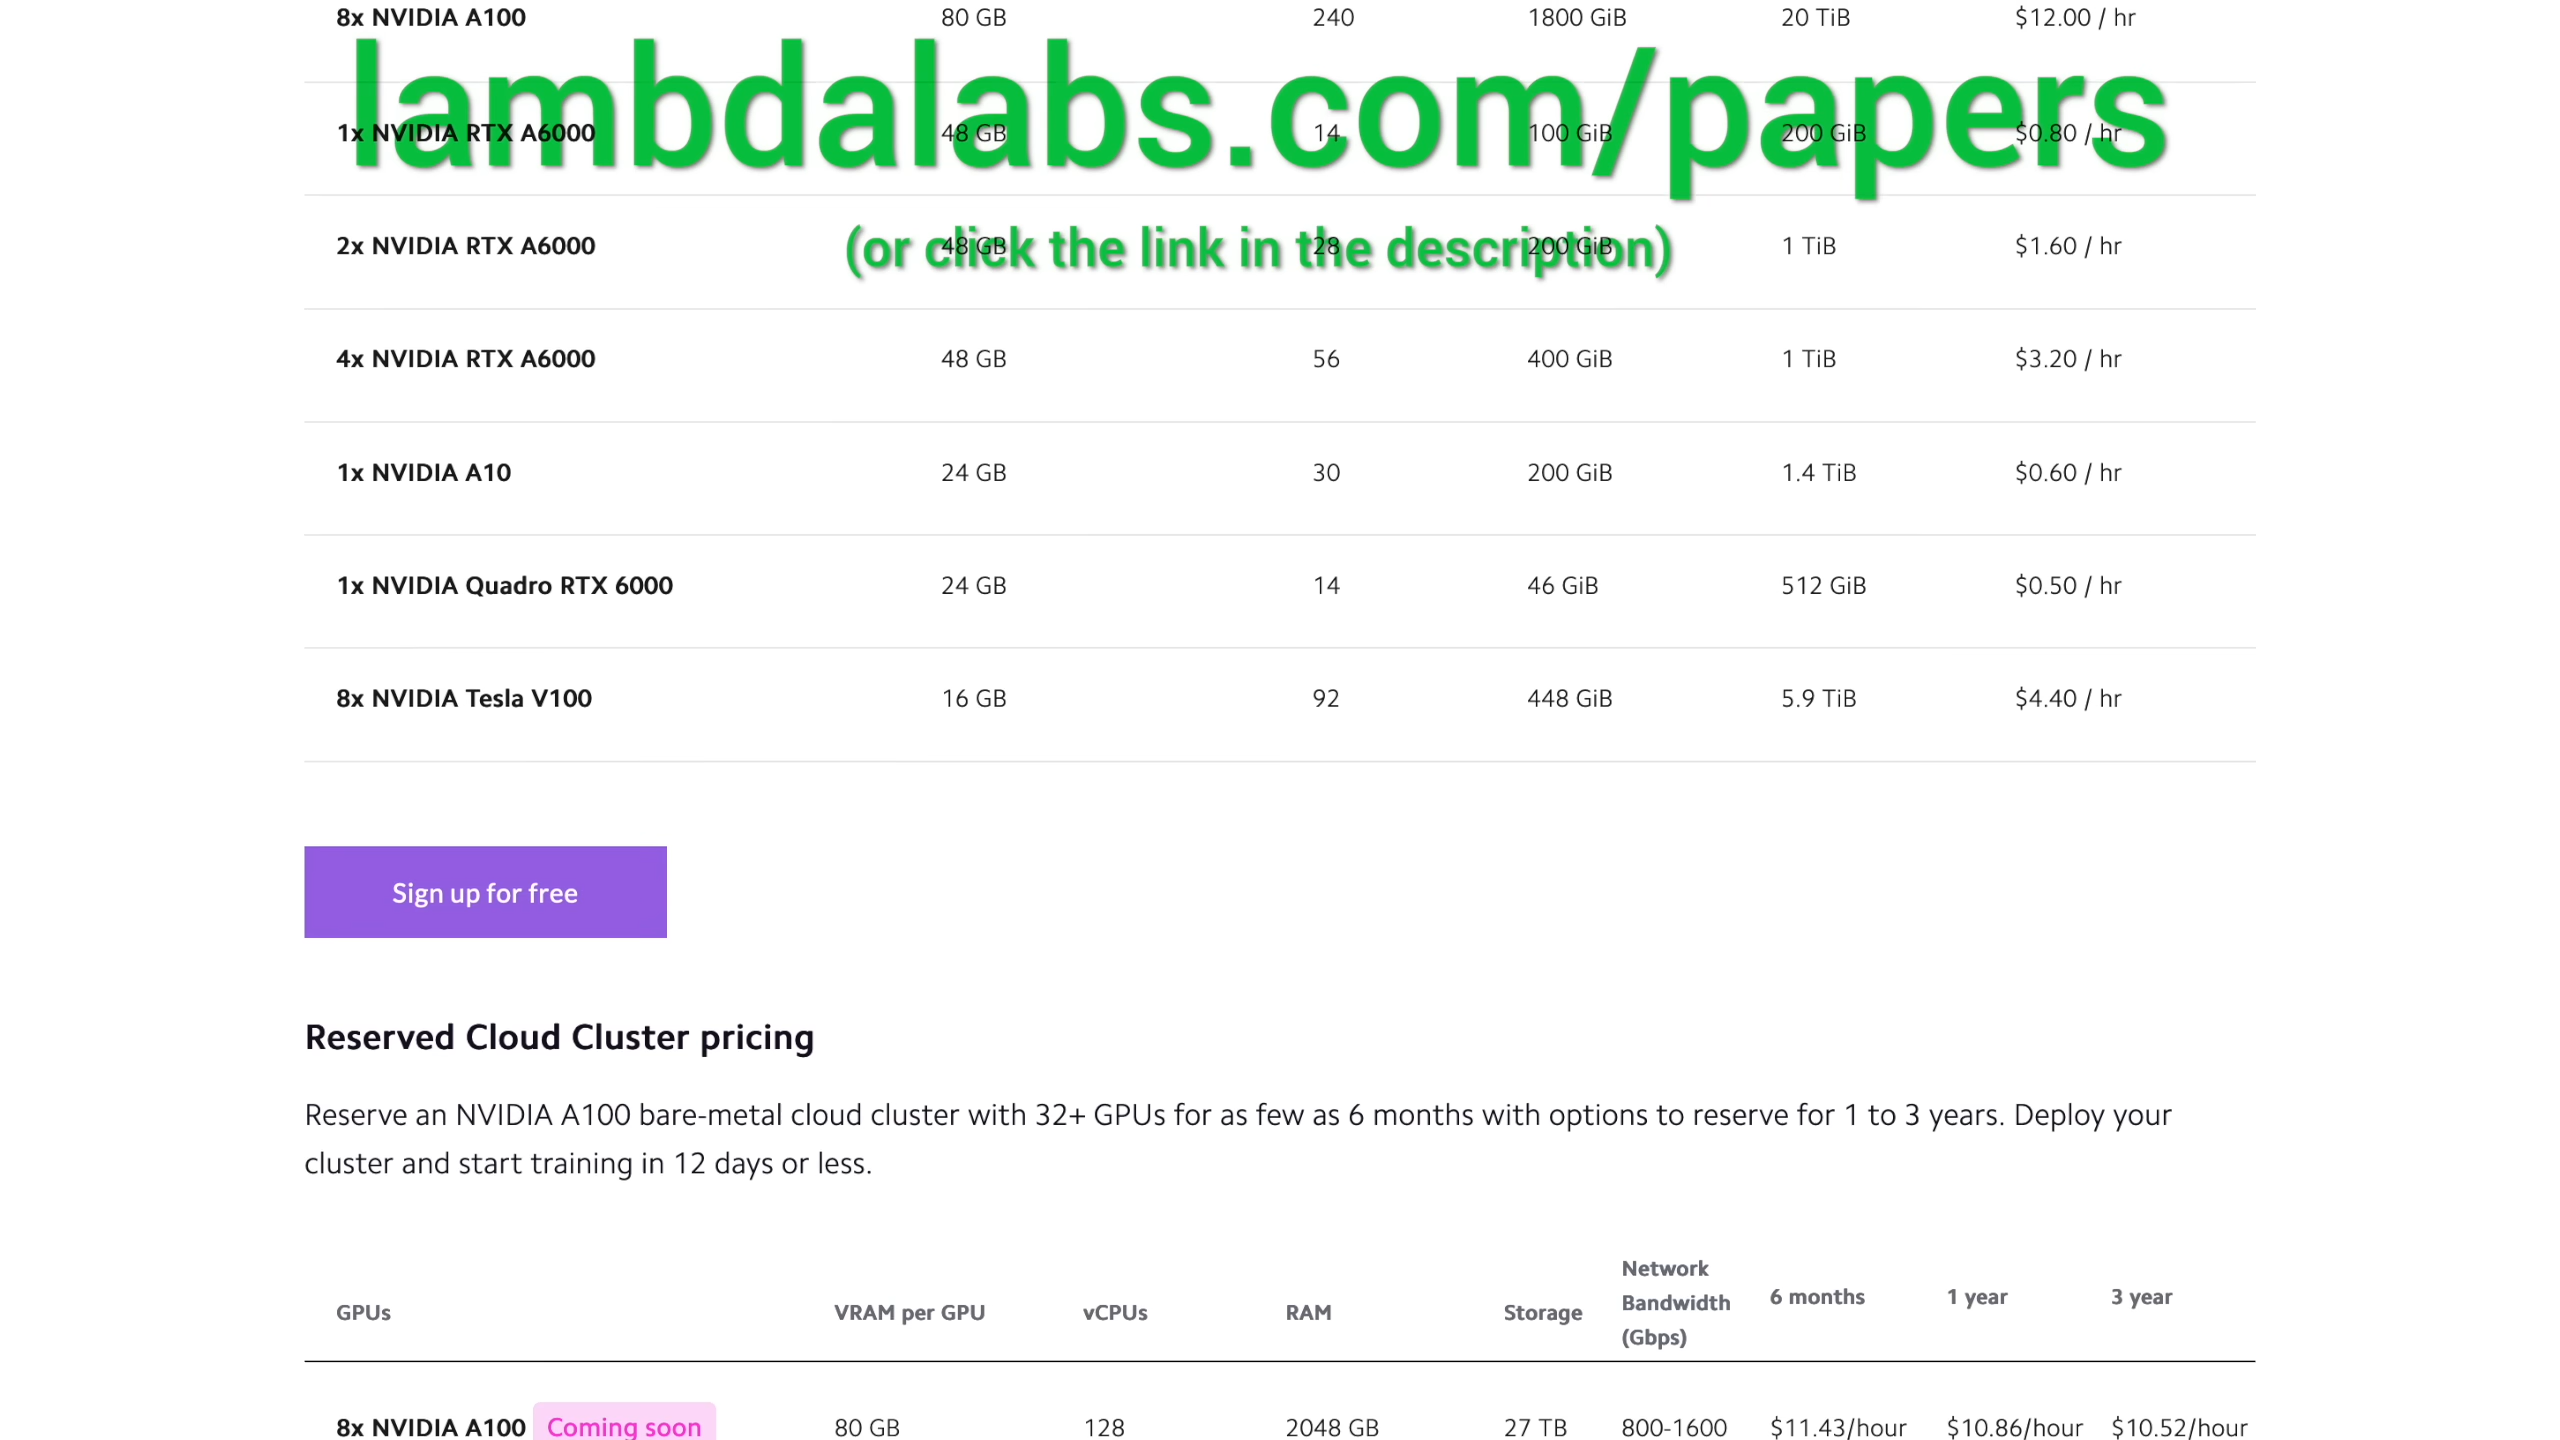 8x NVIDIA A100 80 GB 240 1800 GiB 20 TiB $12.00 / hr
lambdalabs.com/papers
1x NVIDIA RTX A6000 48 GB 14 100 GiB 200 GiB $0.80 / hr
(or click the link in the description)
2x NVIDIA RTX A6000 48 GB 28 200 GiB 1 TiB $1.60 / hr
4x NVIDIA RTX A6000 48 GB 56 400 GiB 1 TiB $3.20 / hr
1x NVIDIA A10 24 GB 30 200 GiB 1.4 TiB $0.60 / hr
1x NVIDIA Quadro RTX 6000 24 GB 14 46 GiB 512 GiB $0.50 / hr
8x NVIDIA Tesla V100 16 GB 92 448 GiB 5.9 TiB $4.40 / hr
Sign up for free
Reserved Cloud Cluster pricing
Reserve an NVIDIA A100 bare-metal cloud cluster with 32+ GPUs for as few as 6 months with options to reserve for 1 to 3 years. Deploy your
cluster and start training in 12 days or less.
GPUs VRAM per GPU vCPUs RAM Storage Network Bandwidth (Gbps) 6 months 1 year 3 year
8x NVIDIA A100 Coming soon 80 GB 128 2048 GB 27 TB 800-1600 $11.43/hour $10.86/hour $10.52/hour